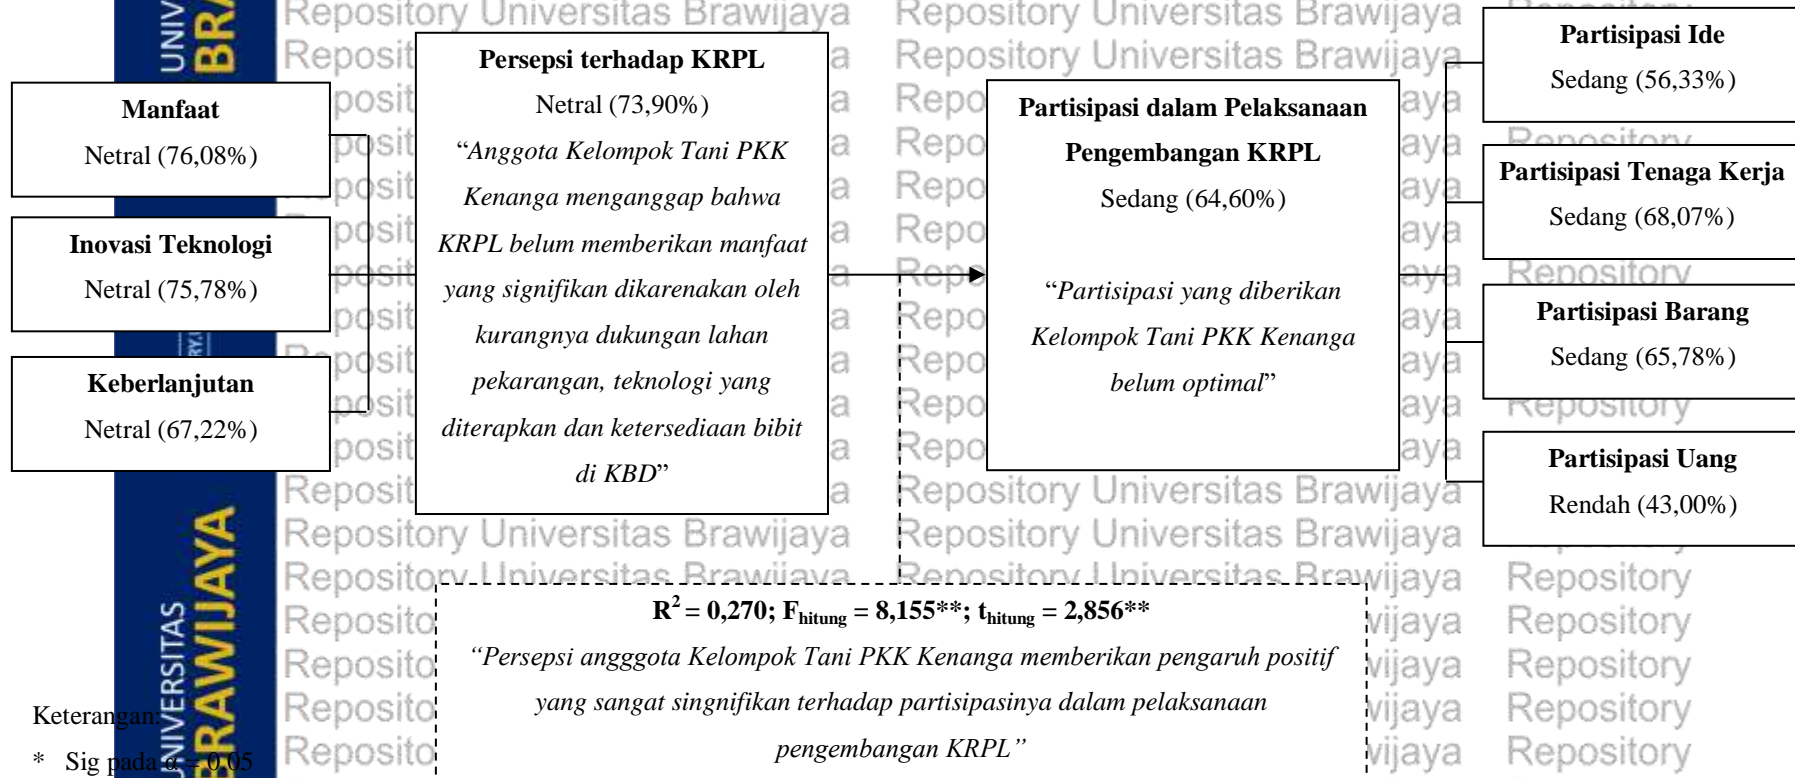 Manfaat
Netral (76,08%)
Inovasi Teknologi
Netral (75,78%)
Keberlanjutan
Netral (67,22%)
Persepsi terhadap KRPL
Netral (73,90%)
“Anggota Kelompok Tani PKK
Kenanga menganggap bahwa
KRPL belum memberikan manfaat
yang signifikan dikarenakan oleh
kurangnya dukungan lahan
pekarangan, teknologi yang
diterapkan dan ketersediaan bibit
di KBD”
Partisipasi dalam Pelaksanaan
Pengembangan KRPL
Sedang (64,60%)
“Partisipasi yang diberikan
Kelompok Tani PKK Kenanga
belum optimal”
Partisipasi Ide
Sedang (56,33%)
Partisipasi Tenaga Kerja
Sedang (68,07%)
Partisipasi Barang
Sedang (65,78%)
Partisipasi Uang
Rendah (43,00%)
R² = 0,270; Fhitung = 8,155**; thitung = 2,856**
“Persepsi angggota Kelompok Tani PKK Kenanga memberikan pengaruh positif
yang sangat singnifikan terhadap partisipasinya dalam pelaksanaan
pengembangan KRPL”
Keterangan:
* Sig pada α = 0,05
UNIVERSITAS
BRAWIJAYA
Repository Universitas Brawijaya
Repository Universitas Brawijaya